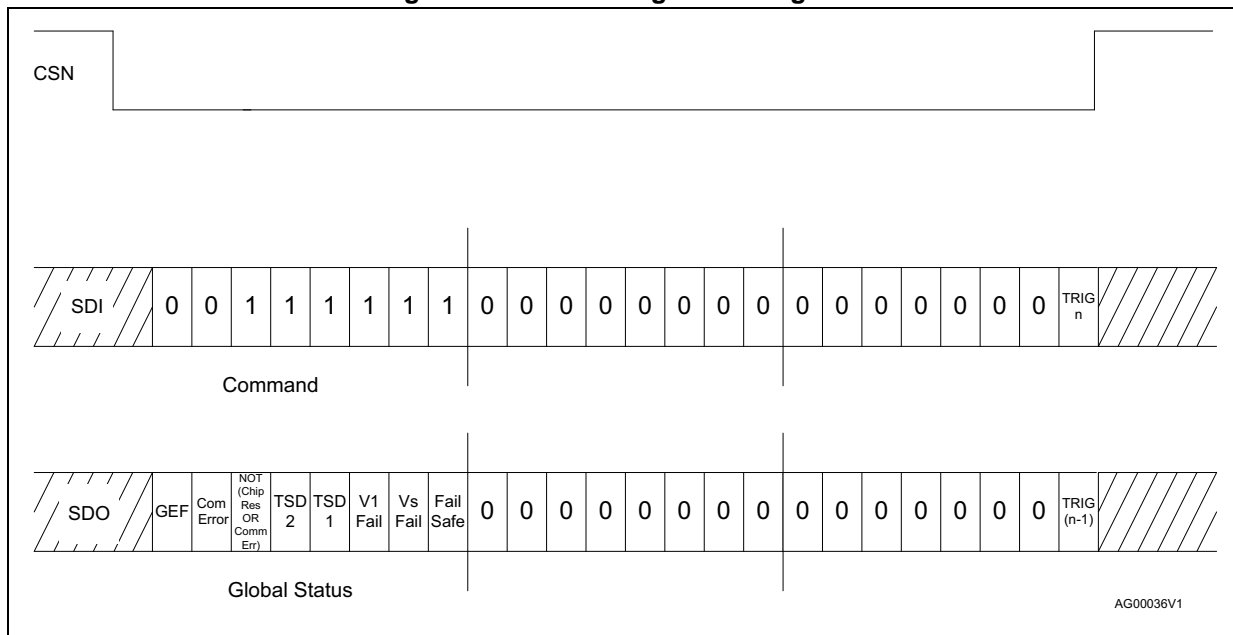 CSN
SDI 0 0 1 1 1 1 1 1 0 0 0 0 0 0 0 0 0 0 0 0 0 0 0 TRIG n
Command
SDO GEF Com Error NOT (Chip Res OR Comm Err) TSD 2 TSD 1 V1 Fail Vs Fail Fail Safe 0 0 0 0 0 0 0 0 0 0 0 0 0 0 0 TRIG (n-1)
Global Status
AG00036V1